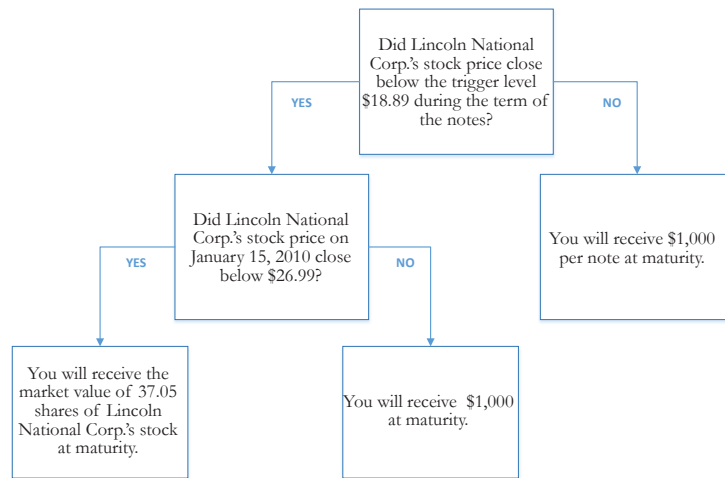 Did Lincoln National
Corp.'s stock price close
below the trigger level
$18.89 during the term of
the notes?
YES
NO
Did Lincoln National
Corp.'s stock price on
January 15, 2010 close
below $26.99?
You will receive $1,000
per note at maturity.
YES
NO
You will receive the
market value of 37.05
shares of Lincoln
National Corp.'s stock
at maturity.
You will receive $1,000
at maturity.